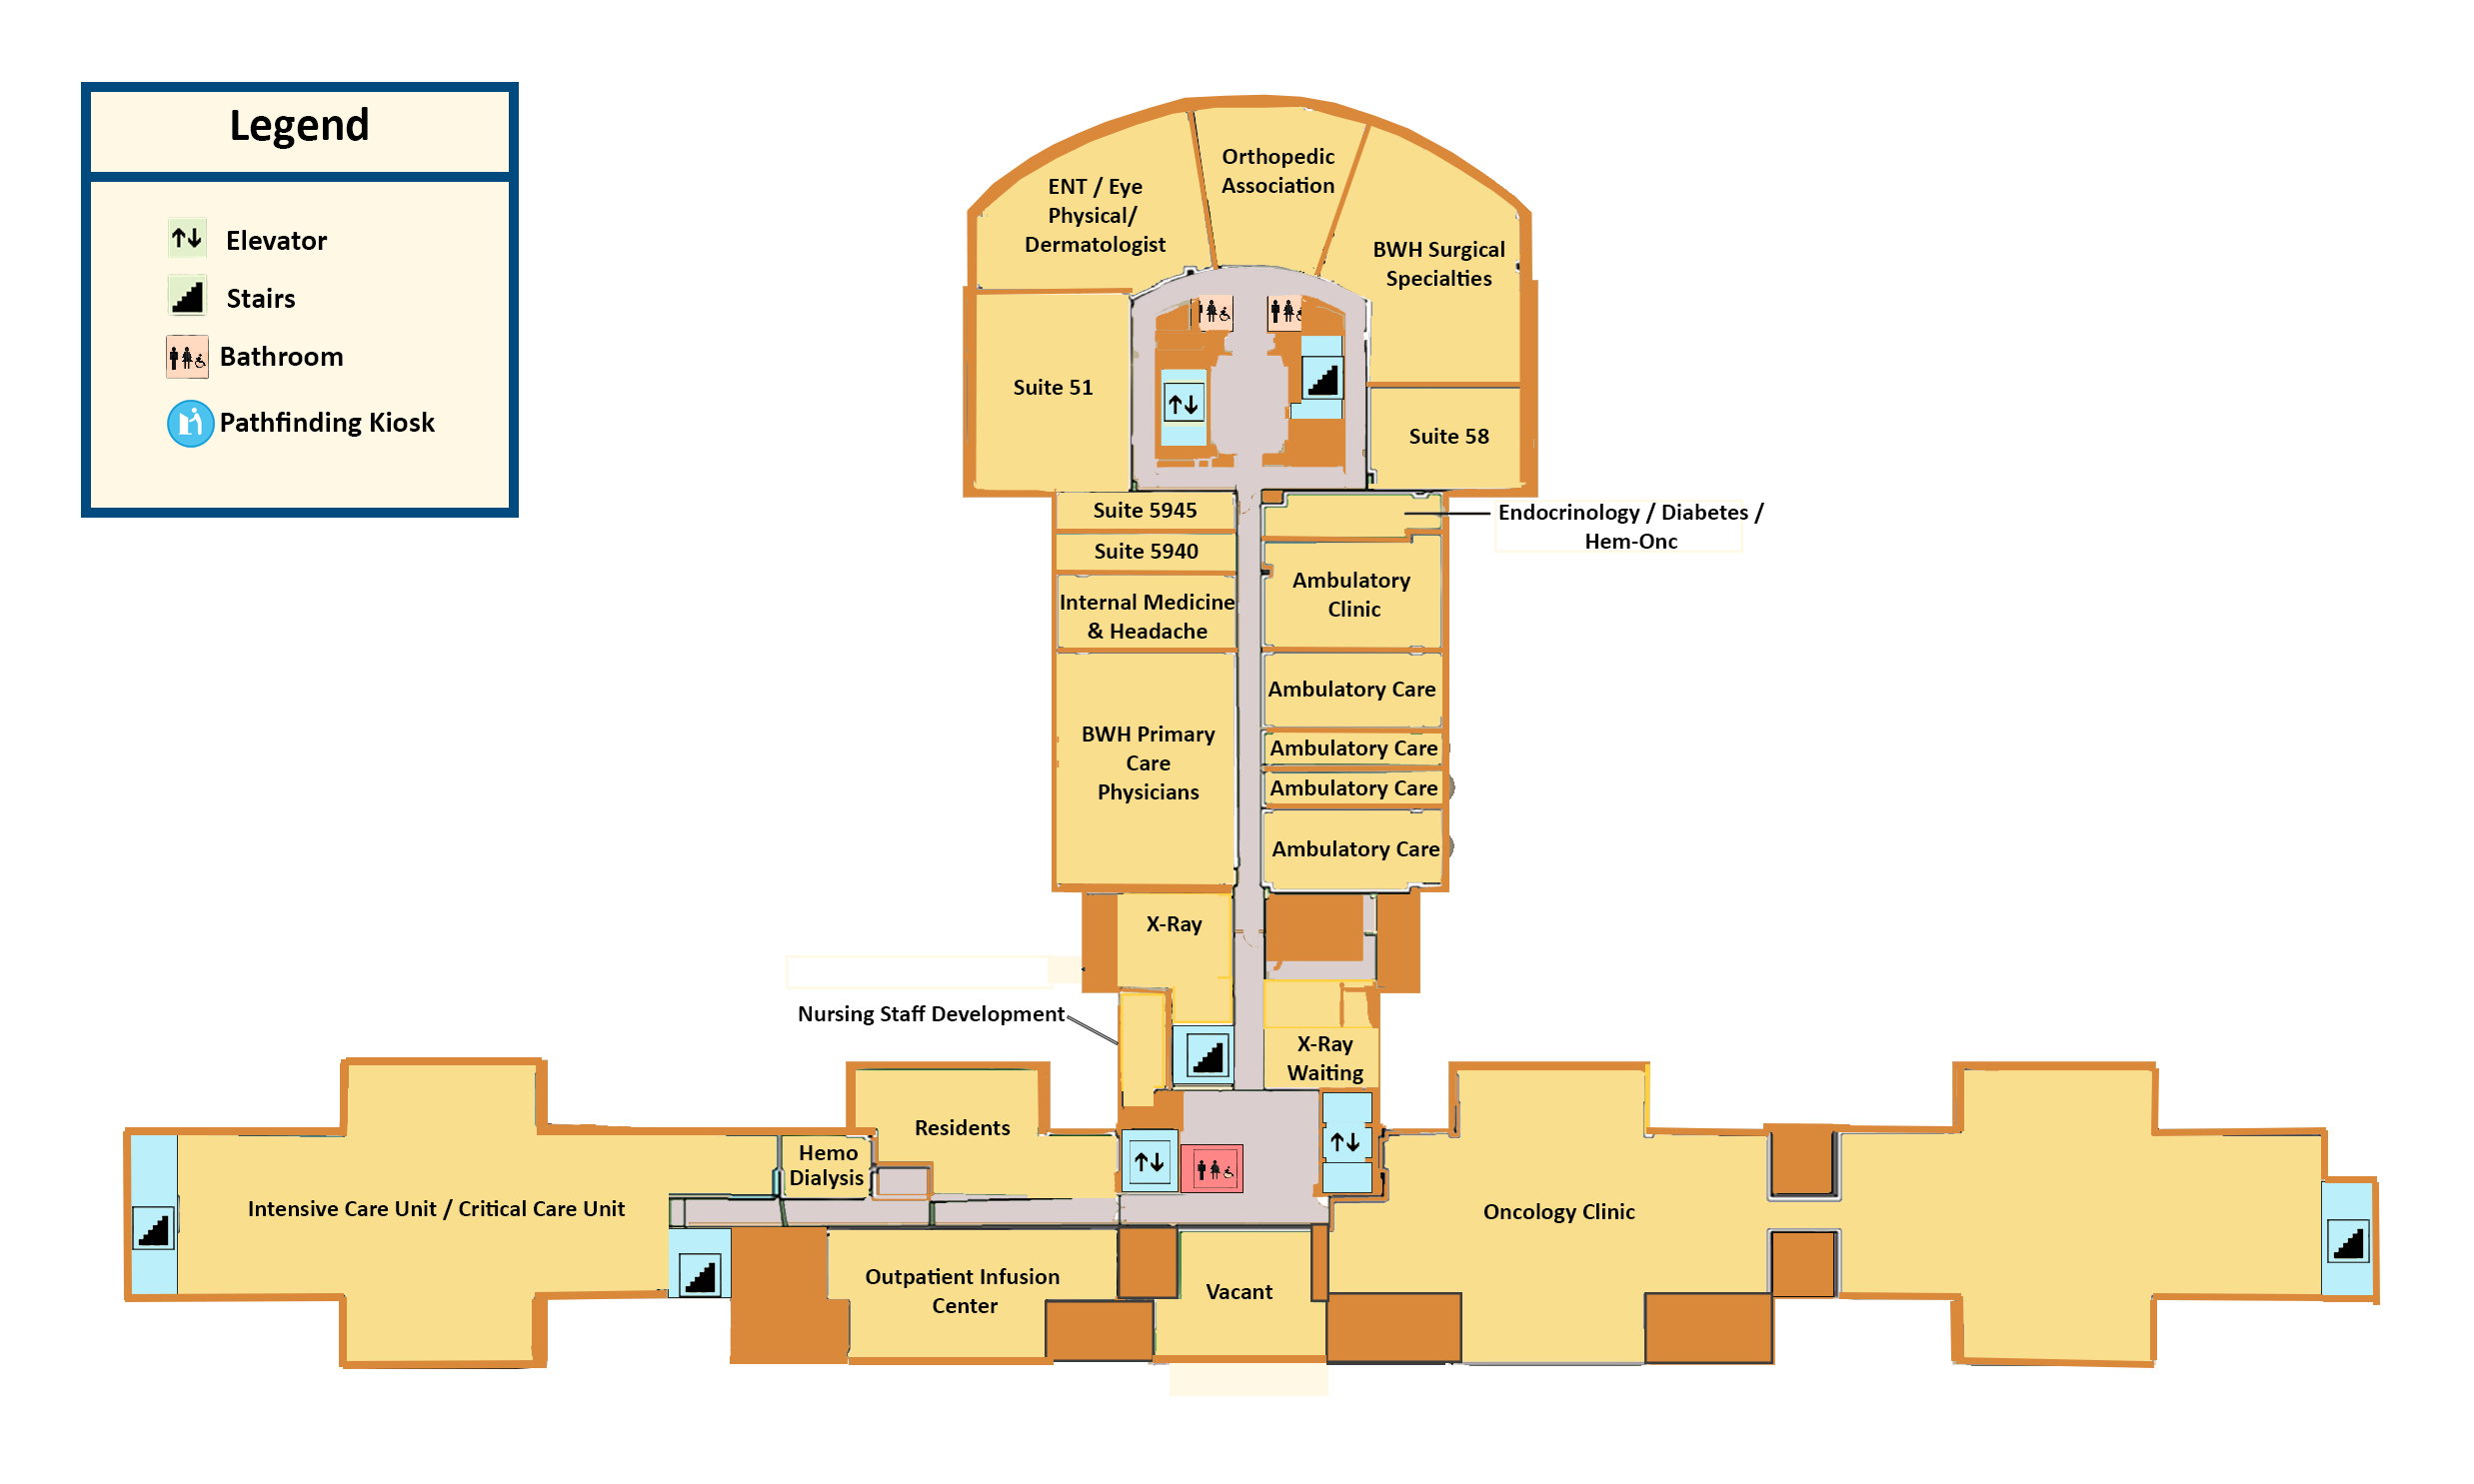 Legend
Elevator
Stairs
Bathroom
Pathfinding Kiosk
ENT / Eye
Physical/
Dermatologist
Orthopedic
Association
BWH Surgical
Specialties
Suite 51
Suite 58
Suite 5945
Endocrinology / Diabetes /
Hem-Onc
Suite 5940
Ambulatory
Clinic
Internal Medicine
& Headache
Ambulatory Care
BWH Primary
Care
Physicians
Ambulatory Care
Ambulatory Care
Ambulatory Care
X-Ray
Nursing Staff Development
X-Ray
Waiting
Residents
Hemo
Dialysis
Intensive Care Unit / Critical Care Unit
Oncology Clinic
Outpatient Infusion
Center
Vacant